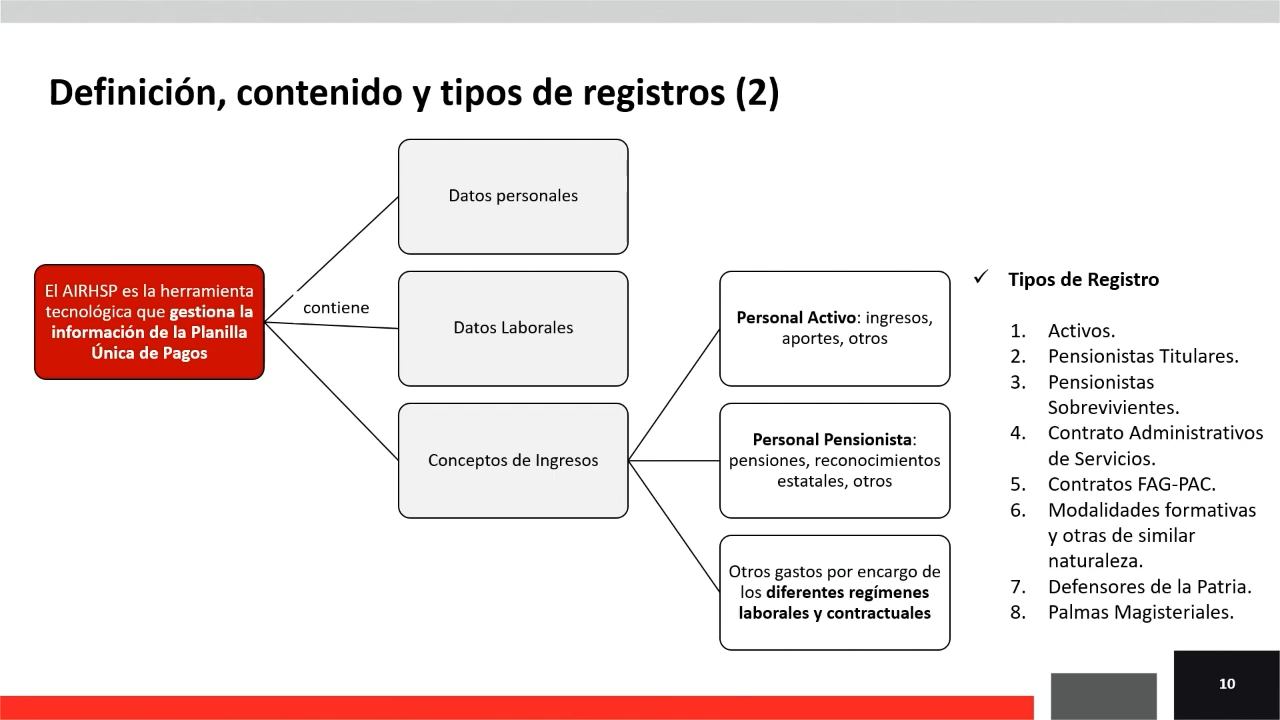 Definición, contenido y tipos de registros (2)
Datos personales
El AIRHSP es la herramienta
tecnológica que gestiona la
información de la Planilla
Única de Pagos
contiene
Datos Laborales
Conceptos de Ingresos
Personal Activo: ingresos,
aportes, otros
Personal Pensionista:
pensiones, reconocimientos
estatales, otros
Otros gastos por encargo de
los diferentes regímenes
laborales y contractuales
✓ Tipos de Registro
1. Activos.
2. Pensionistas Titulares.
3. Pensionistas
Sobrevivientes.
4. Contrato Administrativos
de Servicios.
5. Contratos FAG-PAC.
6. Modalidades formativas
y otras de similar
naturaleza.
7. Defensores de la Patria.
8. Palmas Magisteriales.
10